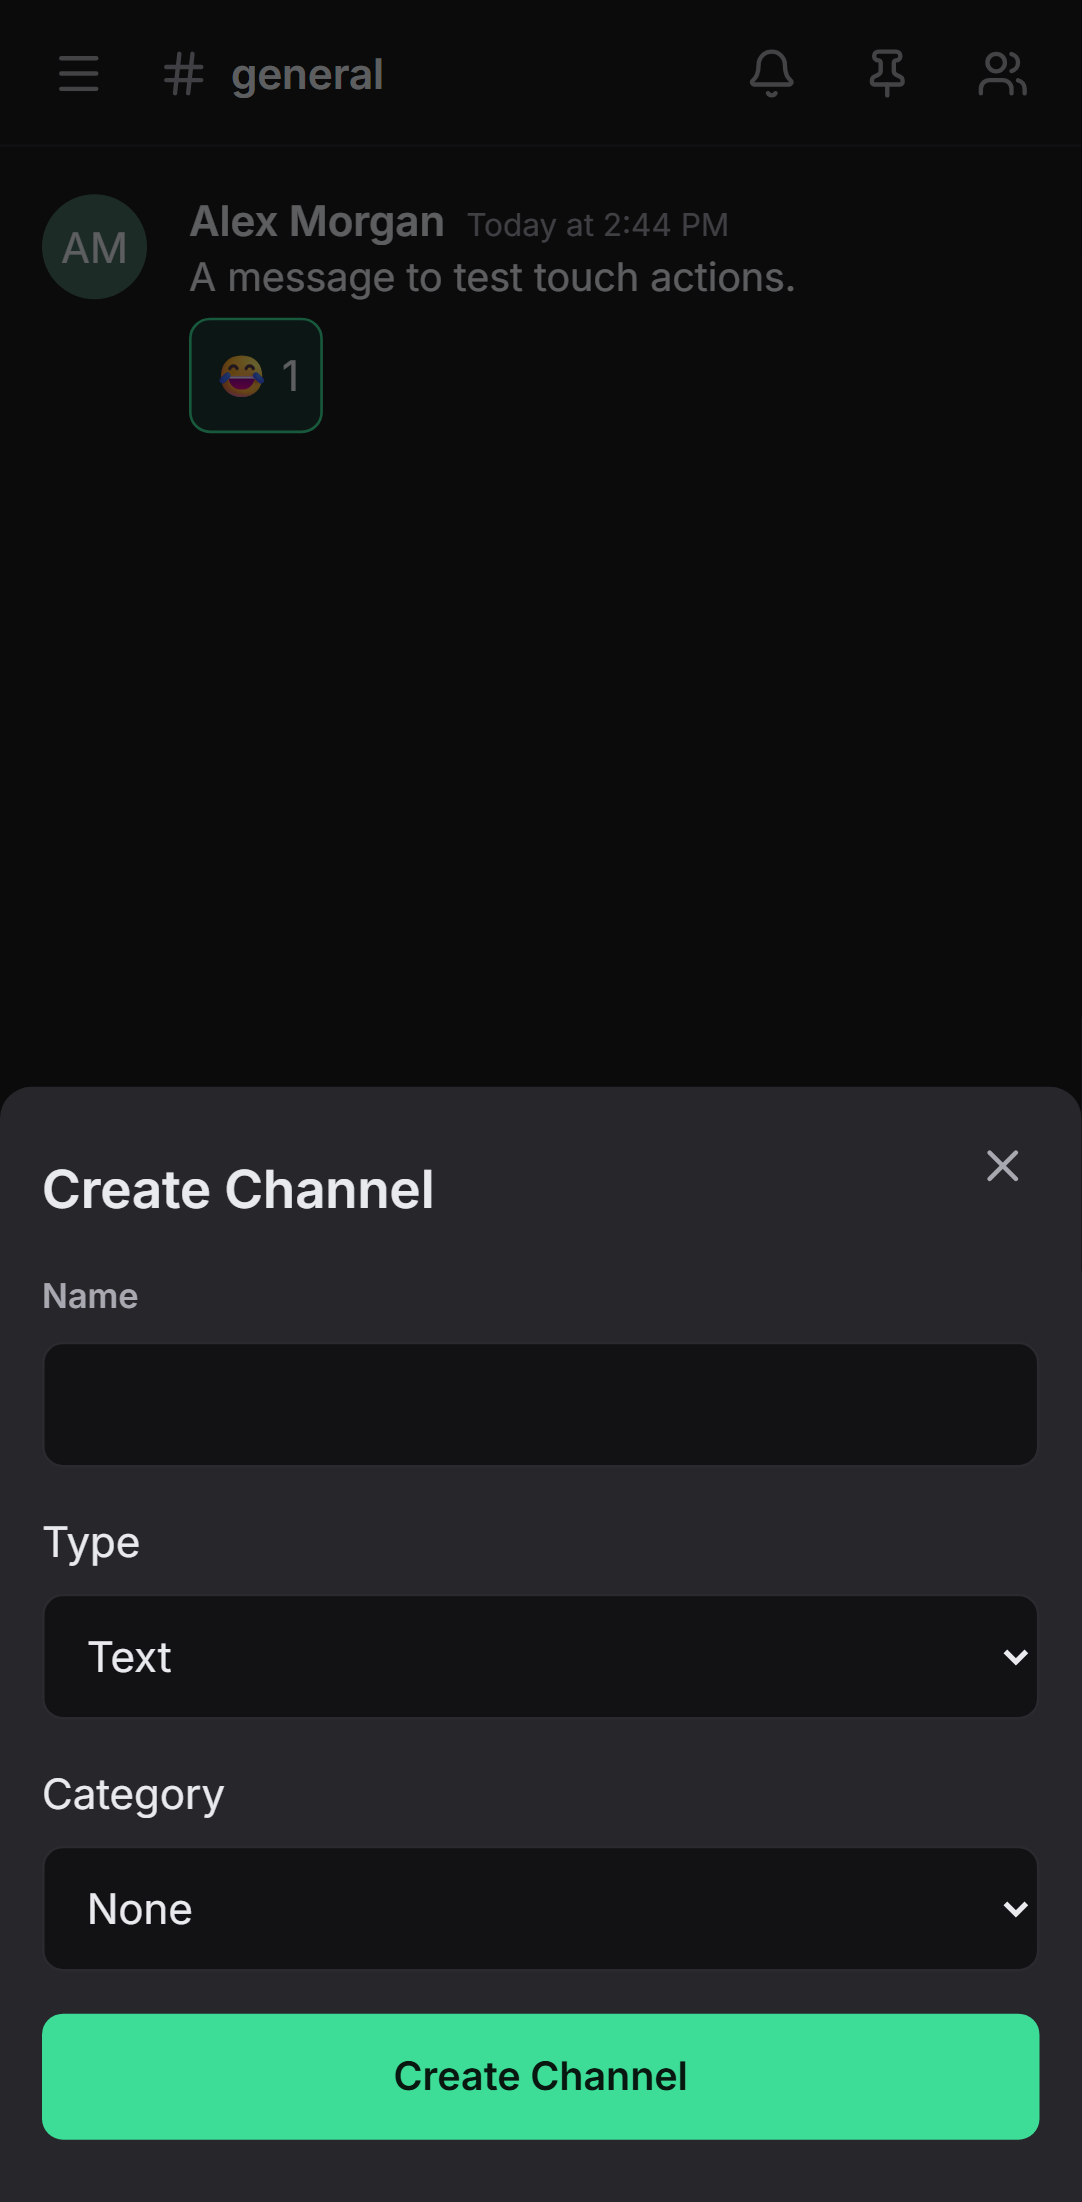 # general
AM
Alex Morgan Today at 2:44 PM
A message to test touch actions.
😂 1
Create Channel
Name
Type
Text
Category
None
Create Channel